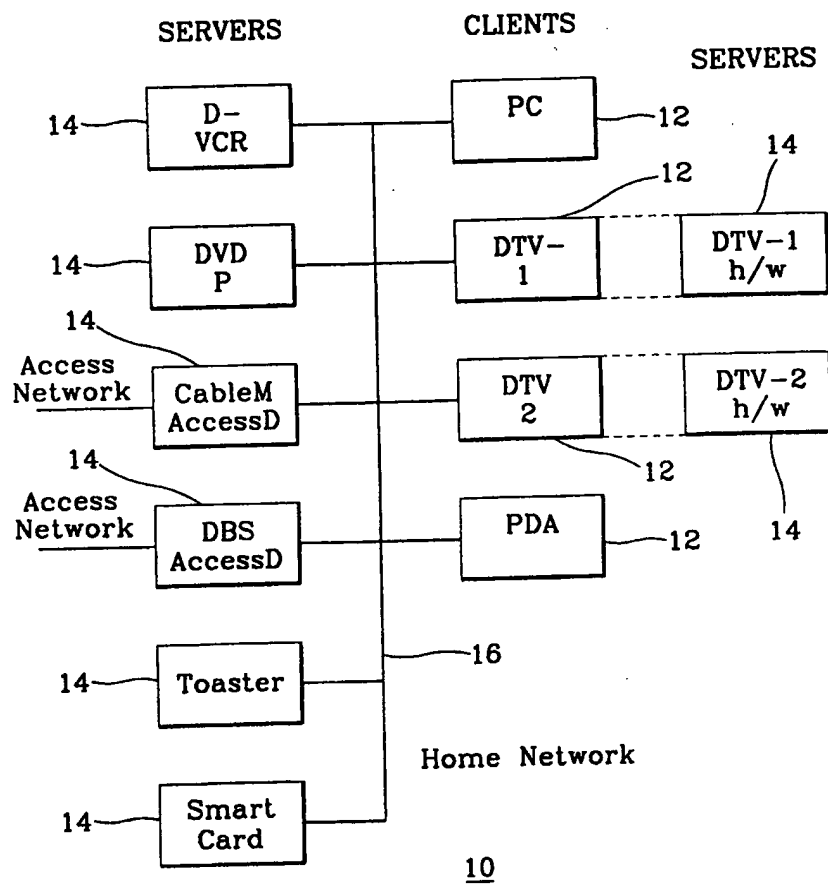 SERVERS
CLIENTS
SERVERS
14
D-
VCR
PC
12
14
DVD
P
12
DTV-
1
14
DTV-1
h/w
14
Access
Network
CableM
AccessD
DTV
2
12
DTV-2
h/w
14
14
Access
Network
DBS
AccessD
PDA
12
14
Toaster
16
14
Smart
Card
Home Network
10